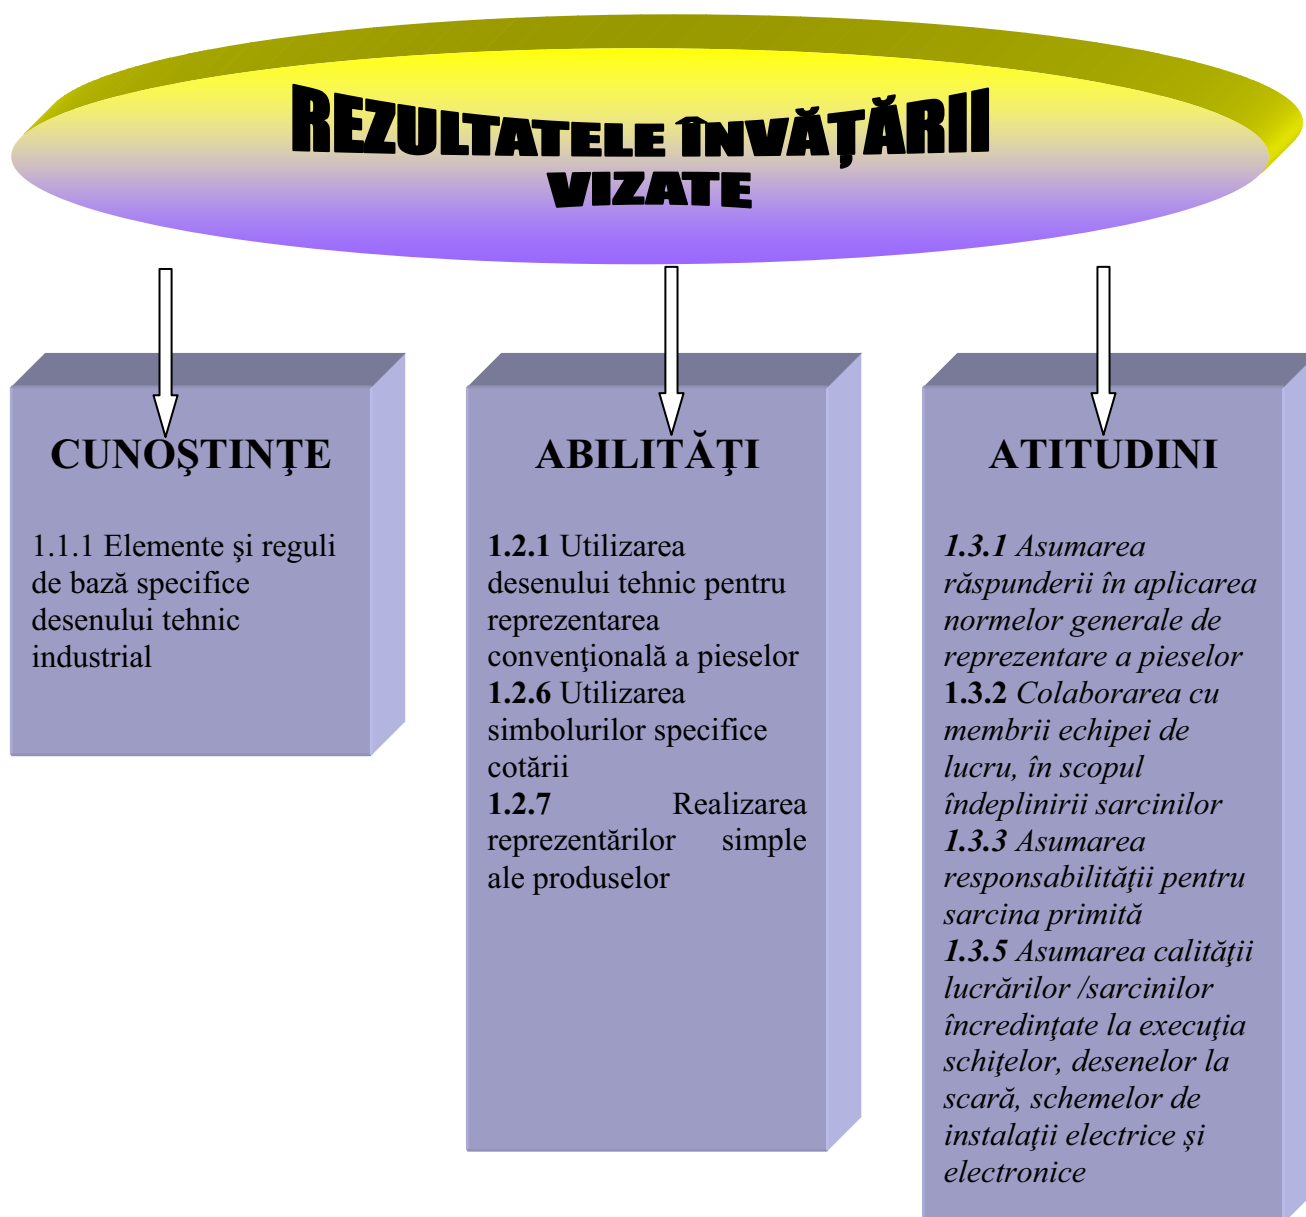 REZULTATELE ÎNVĂȚĂRII
VIZATE
CUNOŞTINŢE
1.1.1 Elemente şi reguli
de bază specifice
desenului tehnic
industrial
ABILITĂŢI
1.2.1 Utilizarea
desenului tehnic pentru
reprezentarea
convenţională a pieselor
1.2.6 Utilizarea
simbolurilor specifice
cotării
1.2.7 Realizarea
reprezentărilor simple
ale produselor
ATITUDINI
1.3.1 Asumarea
răspunderii în aplicarea
normelor generale de
reprezentare a pieselor
1.3.2 Colaborarea cu
membrii echipei de
lucru, în scopul
îndeplinirii sarcinilor
1.3.3 Asumarea
responsabilităţii pentru
sarcina primită
1.3.5 Asumarea calităţii
lucrărilor /sarcinilor
încredinţate la execuţia
schiţelor, desenelor la
scară, schemelor de
instalaţii electrice și
electronice